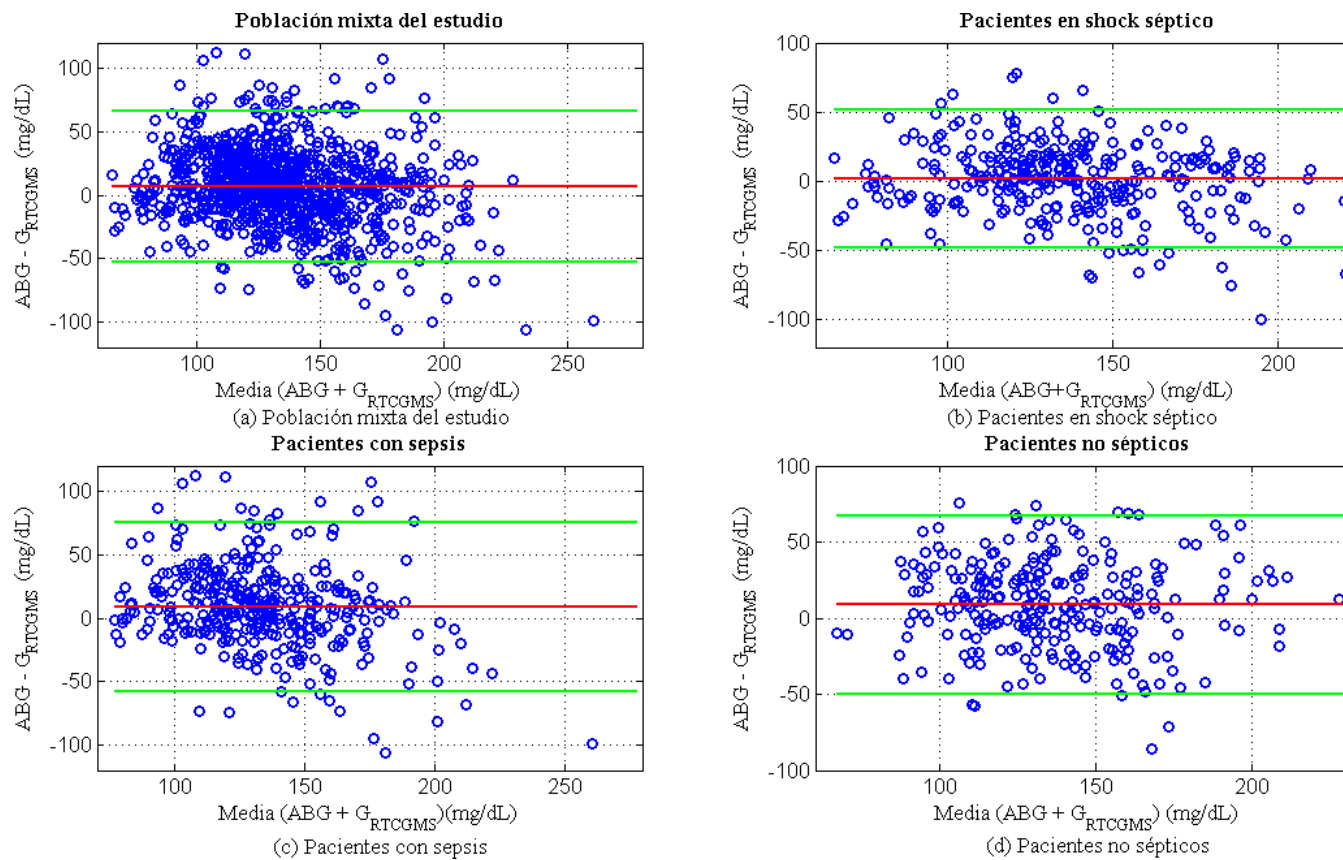 Población mixta del estudio
100
50
0
-50
-100
ABG - G_RTCGMS (mg/dL)
100 150 200 250
Media (ABG + G_RTCGMS) (mg/dL)
(a) Población mixta del estudio
Pacientes en shock séptico
100
50
0
-50
-100
ABG - G_RTCGMS (mg/dL)
100 150 200
Media (ABG+G_RTCGMS) (mg/dL)
(b) Pacientes en shock séptico
Pacientes con sepsis
100
50
0
-50
-100
ABG - G_RTCGMS (mg/dL)
100 150 200 250
Media (ABG + G_RTCGMS)(mg/dL)
(c) Pacientes con sepsis
Pacientes no sépticos
100
50
0
-50
-100
ABG - G_RTCGMS (mg/dL)
100 150 200
Media (ABG + G_RTCGMS) (mg/dL)
(d) Pacientes no sépticos